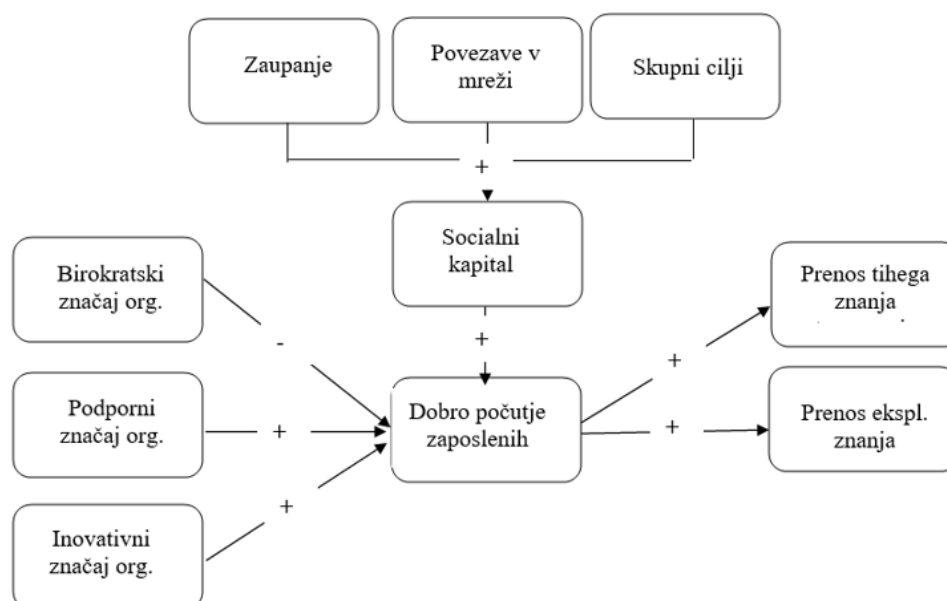 Zaupanje
Povezave v
mreži
Skupni cilji
+
Socialni
kapital
Birokratski
značaj org.
-
+
Prenos tihega
znanja
+
Podporni
značaj org.
+
Dobro počutje
zaposlenih
+
Prenos ekspl.
znanja
+
Inovativni
značaj org.